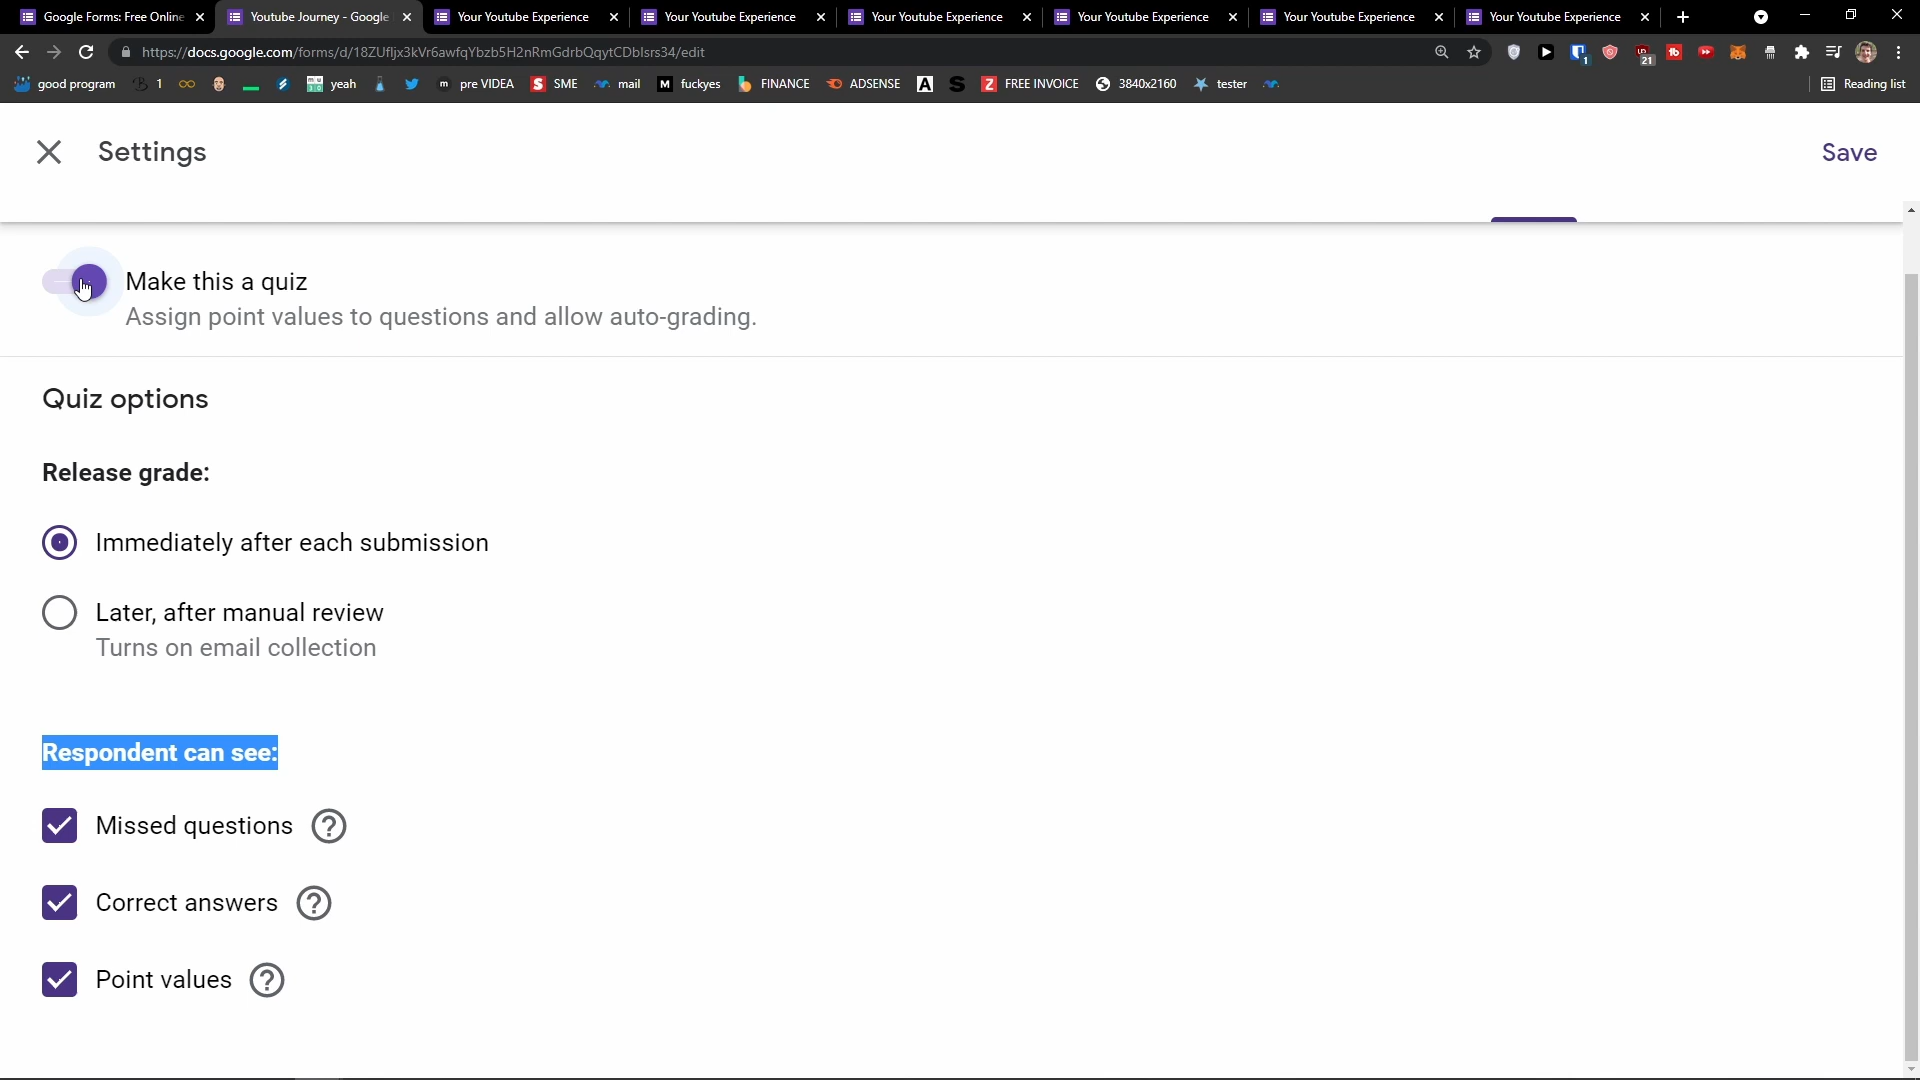 Google Forms: Free Online
Youtube Journey - Google
Your Youtube Experience
Your Youtube Experience
Your Youtube Experience
Your Youtube Experience
Your Youtube Experience
Your Youtube Experience
https://docs.google.com/forms/d/18ZUfljx3kVr6awfqYbzb5H2nRmGdrbQqytCDblsrs34/edit
1
21
good program
1
yeah
pre VIDEA
SME
mail
fuckyes
FINANCE
ADSENSE
FREE INVOICE
3840x2160
tester
Reading list
Settings
Save
Make this a quiz
Assign point values to questions and allow auto-grading.
Quiz options
Release grade:
Immediately after each submission
Later, after manual review
Turns on email collection
Respondent can see:
Missed questions
Correct answers
Point values